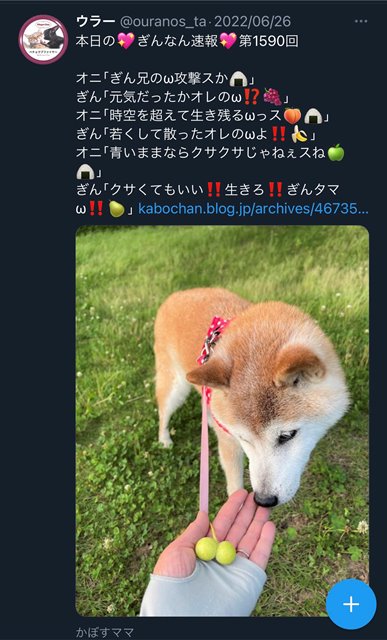 ウラー @ouranos_ta · 2022/06/26 …
本日の💖ぎんなん速報💖第1590回
オニ「ぎん兄のω攻撃スか🍙」
ぎん「元気だったかオレのω⁉️🍇」
オニ「時空を超えて生き残るωっス🍑🍙」
ぎん「若くして散ったオレのωよ‼️🍌」
オニ「青いままならクサクサじゃねぇスね🍏
🍙」
ぎん「クサくてもいい‼️生きろ‼️ぎんタマ
ω‼️🍐」kabochan.blog.jp/archives/46735...
かぼすママ